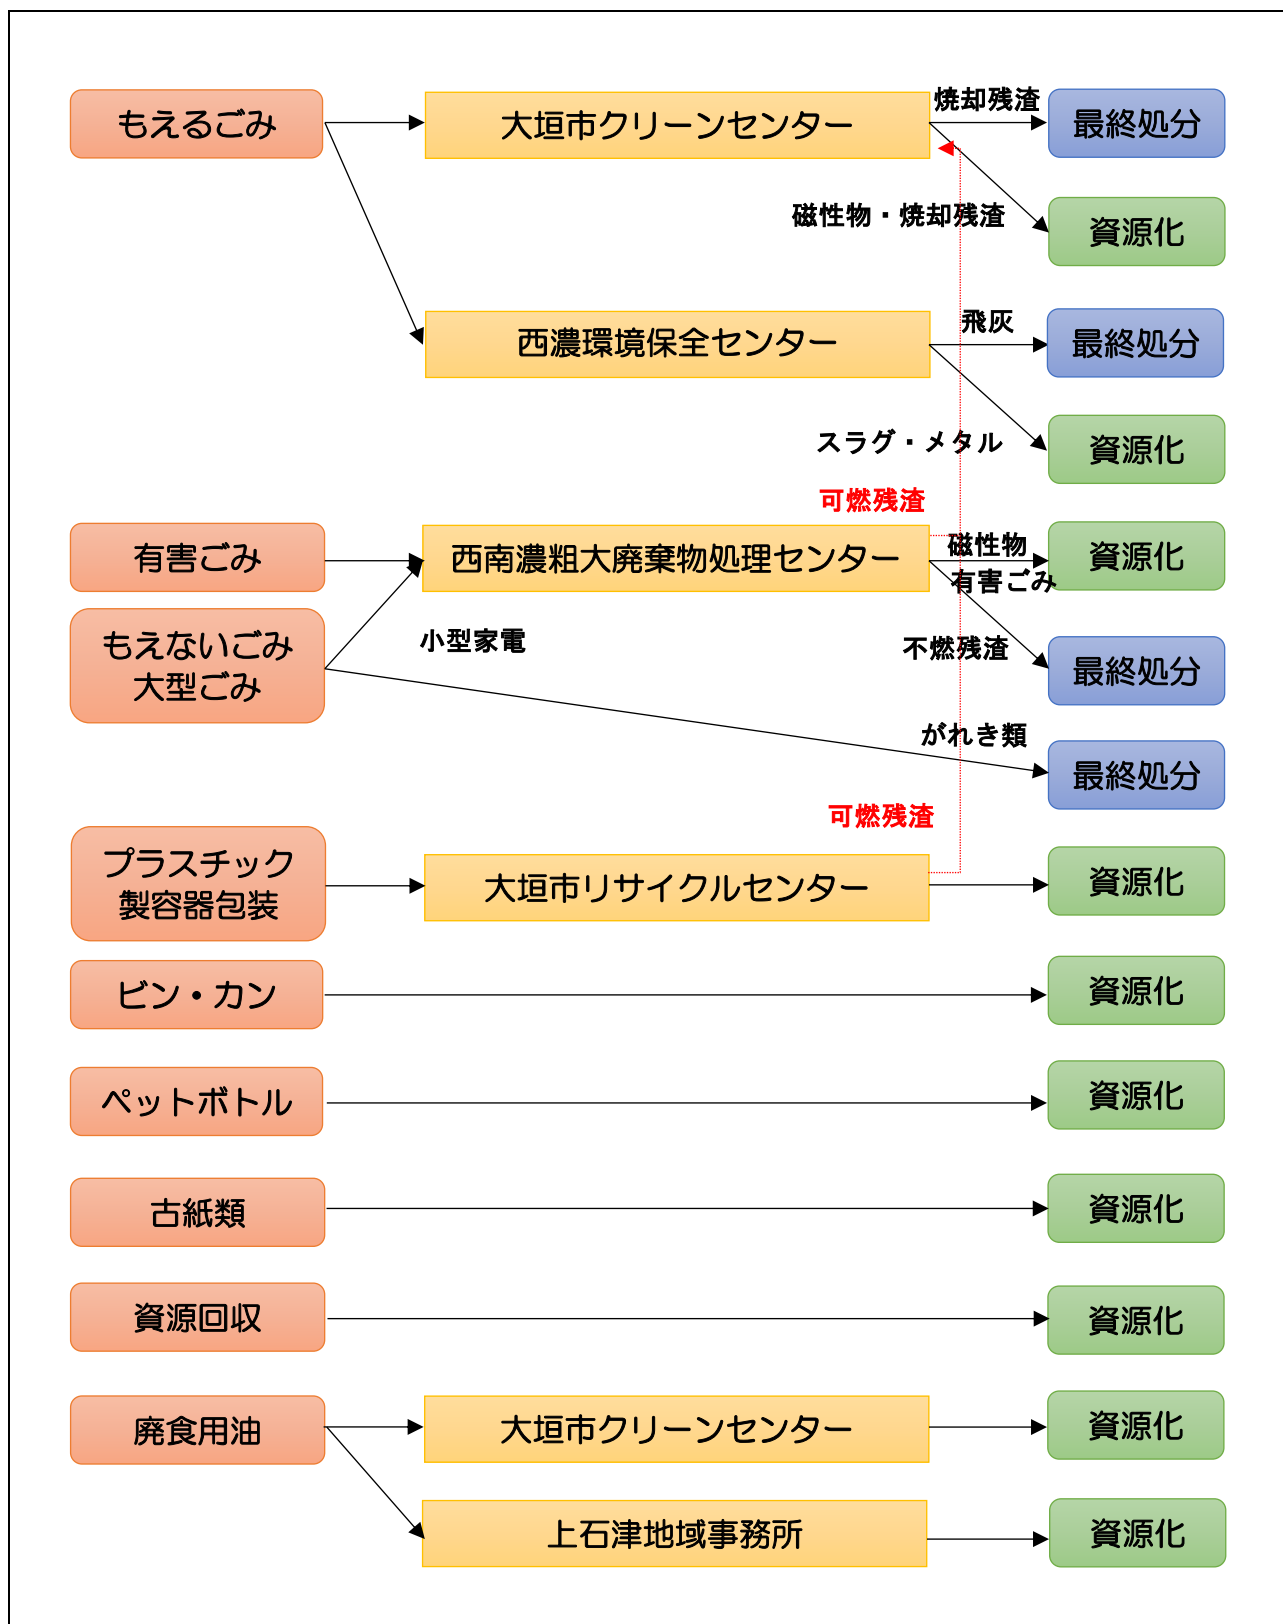 もえるごみ
大垣市クリーンセンター
焼却残渣
最終処分
磁性物・焼却残渣
資源化
西濃環境保全センター
飛灰
最終処分
スラグ・メタル
資源化
可燃残渣
有害ごみ
西南濃粗大廃棄物処理センター
磁性物
有害ごみ
資源化
もえないごみ
大型ごみ
小型家電
不燃残渣
最終処分
がれき類
最終処分
可燃残渣
プラスチック
製容器包装
大垣市リサイクルセンター
資源化
ビン・カン
資源化
ペットボトル
資源化
古紙類
資源化
資源回収
資源化
廃食用油
大垣市クリーンセンター
資源化
上石津地域事務所
資源化